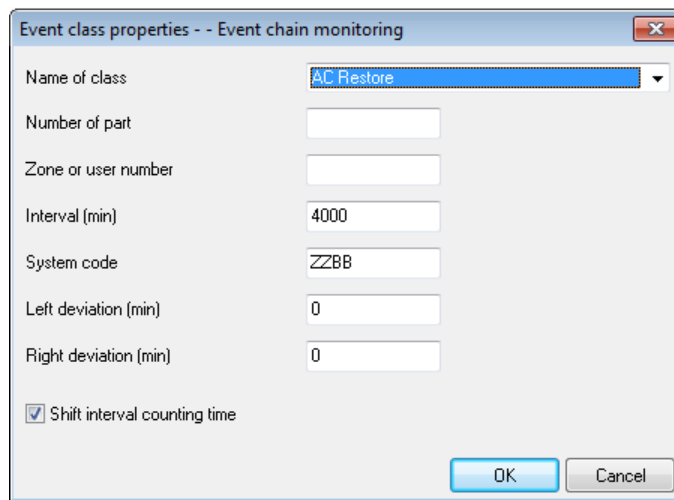 Event class properties - - Event chain monitoring
Name of class AC Restore
Number of part
Zone or user number
Interval (min) 4000
System code ZZBB
Left deviation (min) 0
Right deviation (min) 0
Shift interval counting time
OK Cancel